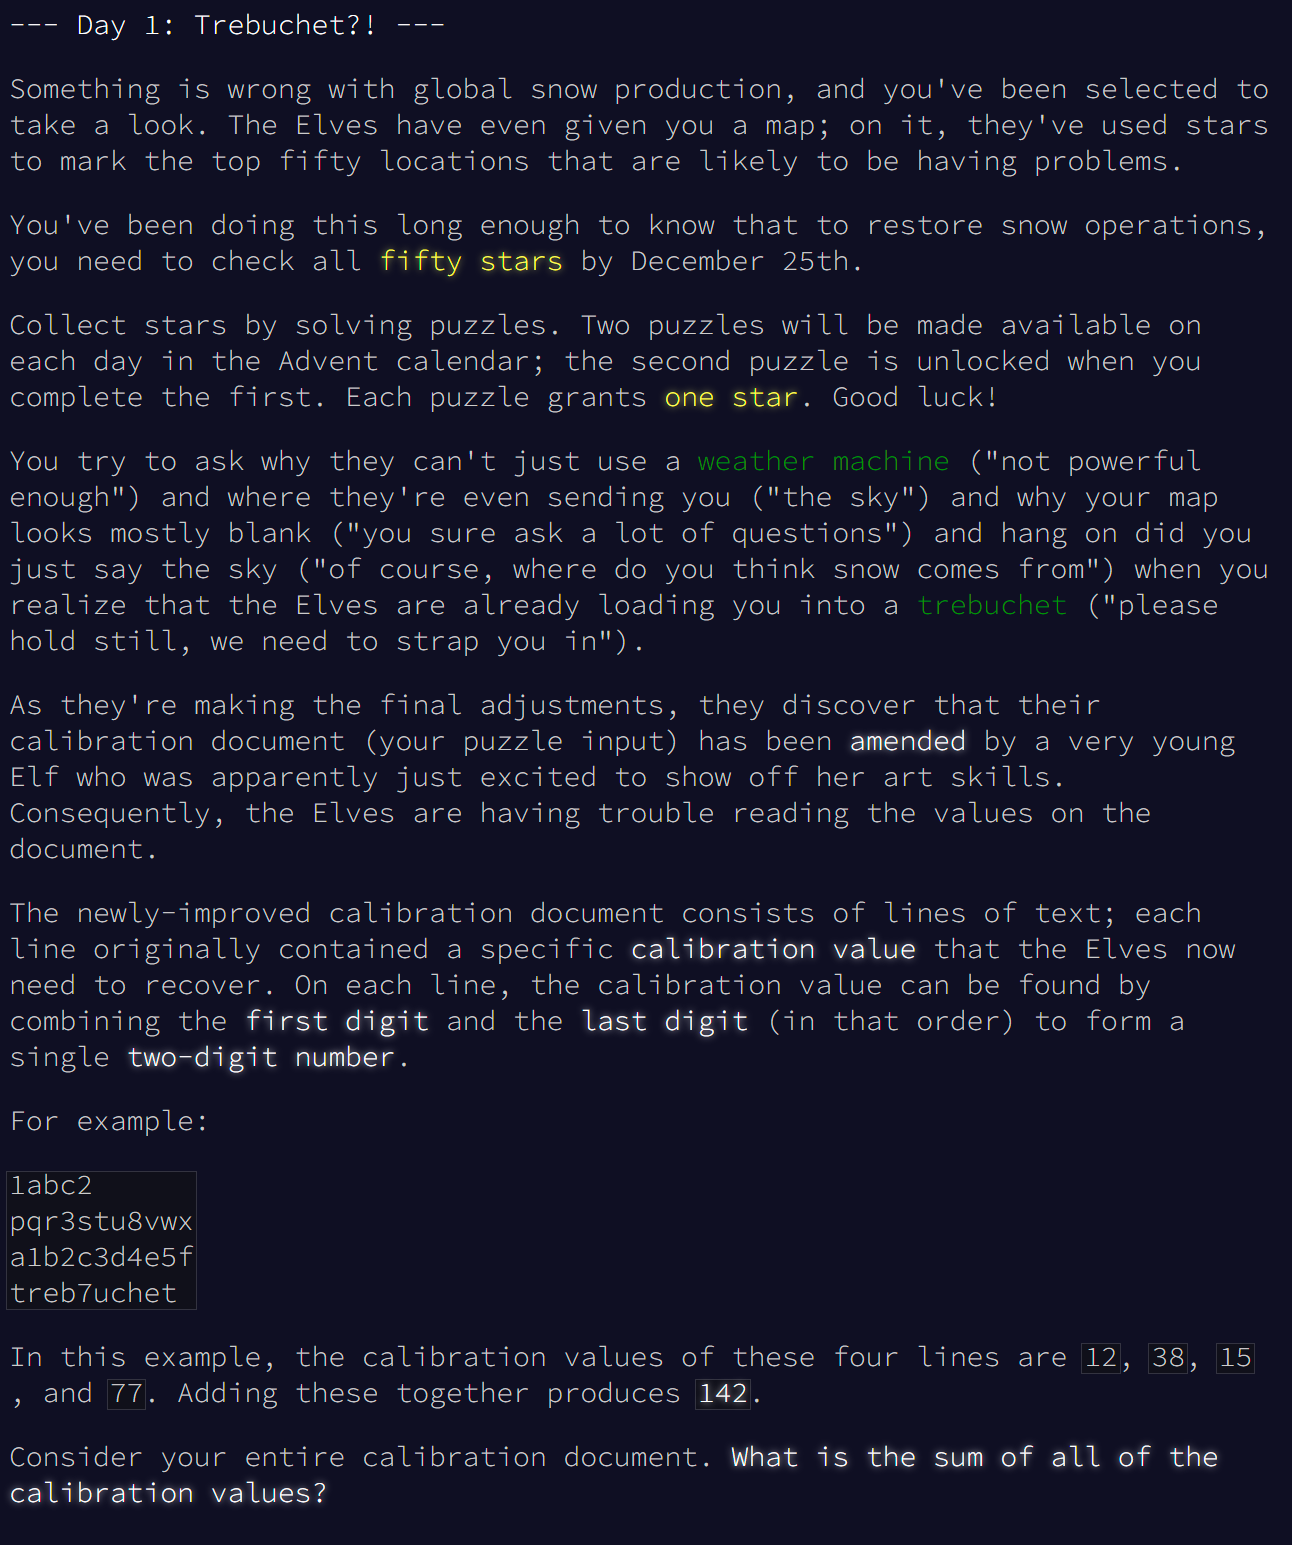 --- Day 1: Trebuchet?! ---
Something is wrong with global snow production, and you've been selected to
take a look. The Elves have even given you a map; on it, they've used stars
to mark the top fifty locations that are likely to be having problems.
You've been doing this long enough to know that to restore snow operations,
you need to check all fifty stars by December 25th.
Collect stars by solving puzzles. Two puzzles will be made available on
each day in the Advent calendar; the second puzzle is unlocked when you
complete the first. Each puzzle grants one star. Good luck!
You try to ask why they can't just use a weather machine ("not powerful
enough") and where they're even sending you ("the sky") and why your map
looks mostly blank ("you sure ask a lot of questions") and hang on did you
just say the sky ("of course, where do you think snow comes from") when you
realize that the Elves are already loading you into a trebuchet ("please
hold still, we need to strap you in").
As they're making the final adjustments, they discover that their
calibration document (your puzzle input) has been amended by a very young
Elf who was apparently just excited to show off her art skills.
Consequently, the Elves are having trouble reading the values on the
document.
The newly-improved calibration document consists of lines of text; each
line originally contained a specific calibration value that the Elves now
need to recover. On each line, the calibration value can be found by
combining the first digit and the last digit (in that order) to form a
single two-digit number.
For example:
1abc2
pqr3stu8vwx
a1b2c3d4e5f
treb7uchet
In this example, the calibration values of these four lines are 12, 38, 15
, and 77. Adding these together produces 142.
Consider your entire calibration document. What is the sum of all of the
calibration values?